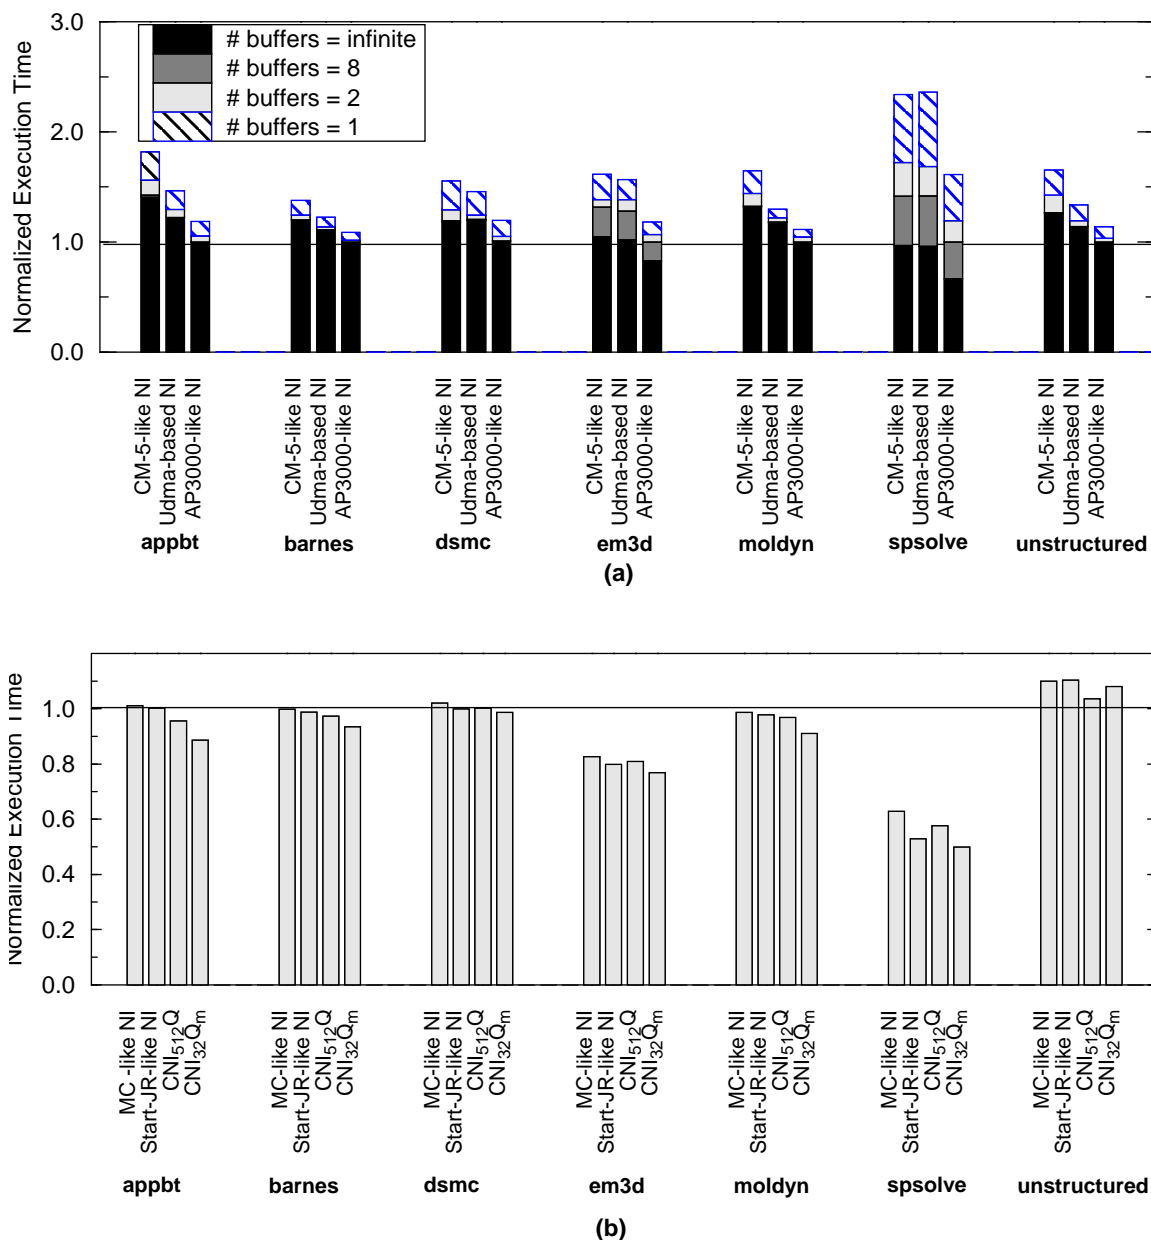 3.0
2.0
1.0
0.0
Normalized Execution Time
# buffers = infinite
# buffers = 8
# buffers = 2
# buffers = 1
CM-5-like NI
Udma-based NI
AP3000-like NI
CM-5-like NI
Udma-based NI
AP3000-like NI
CM-5-like NI
Udma-based NI
AP3000-like NI
CM-5-like NI
Udma-based NI
AP3000-like NI
CM-5-like NI
Udma-based NI
AP3000-like NI
CM-5-like NI
Udma-based NI
AP3000-like NI
CM-5-like NI
Udma-based NI
AP3000-like NI
appbt barnes dsmc em3d moldyn spsolve unstructured
(a)
1.0
0.8
0.6
0.4
0.2
0.0
Normalized Execution Time
MC -like NI
Start-JR-like NI
CNI512Q
CNI32Qm
MC-like NI
Start-JR-like NI
CNI512Q
CNI32Qm
MC-like NI
Start-JR-like NI
CNI512Q
CNI32Qm
MC-like NI
Start-JR-like NI
CNI512Q
CNI32Qm
MC-like NI
Start-JR-like NI
CNI512Q
CNI32Qm
MC-like NI
Start-JR-like NI
CNI512Q
CNI32Qm
MC-like NI
Start-JR-like NI
CNI512Q
CNI32Qm
appbt barnes dsmc em3d moldyn spsolve unstructured
(b)